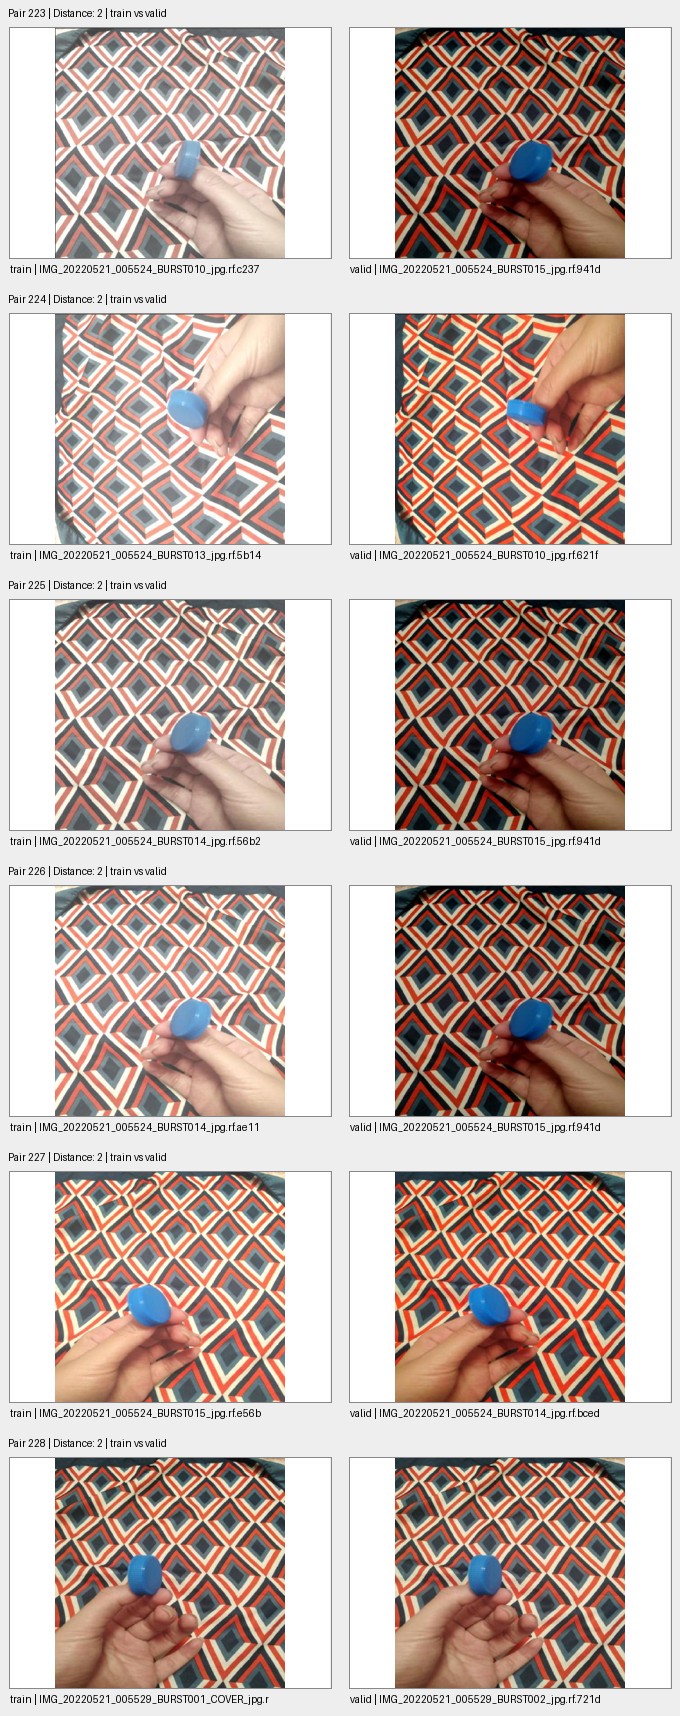 Pair 223 | Distance: 2 | train vs valid
train | IMG_20220521_005524_BURST010_jpg.rf.c237
valid | IMG_20220521_005524_BURST015_jpg.rf.941d
Pair 224 | Distance: 2 | train vs valid
train | IMG_20220521_005524_BURST013_jpg.rf.5b14
valid | IMG_20220521_005524_BURST010_jpg.rf.621f
Pair 225 | Distance: 2 | train vs valid
train | IMG_20220521_005524_BURST014_jpg.rf.56b2
valid | IMG_20220521_005524_BURST015_jpg.rf.941d
Pair 226 | Distance: 2 | train vs valid
train | IMG_20220521_005524_BURST014_jpg.rf.ae11
valid | IMG_20220521_005524_BURST015_jpg.rf.941d
Pair 227 | Distance: 2 | train vs valid
train | IMG_20220521_005524_BURST015_jpg.rf.e56b
valid | IMG_20220521_005524_BURST014_jpg.rf.bced
Pair 228 | Distance: 2 | train vs valid
train | IMG_20220521_005529_BURST001_COVER_jpg.r
valid | IMG_20220521_005529_BURST002_jpg.rf.721d